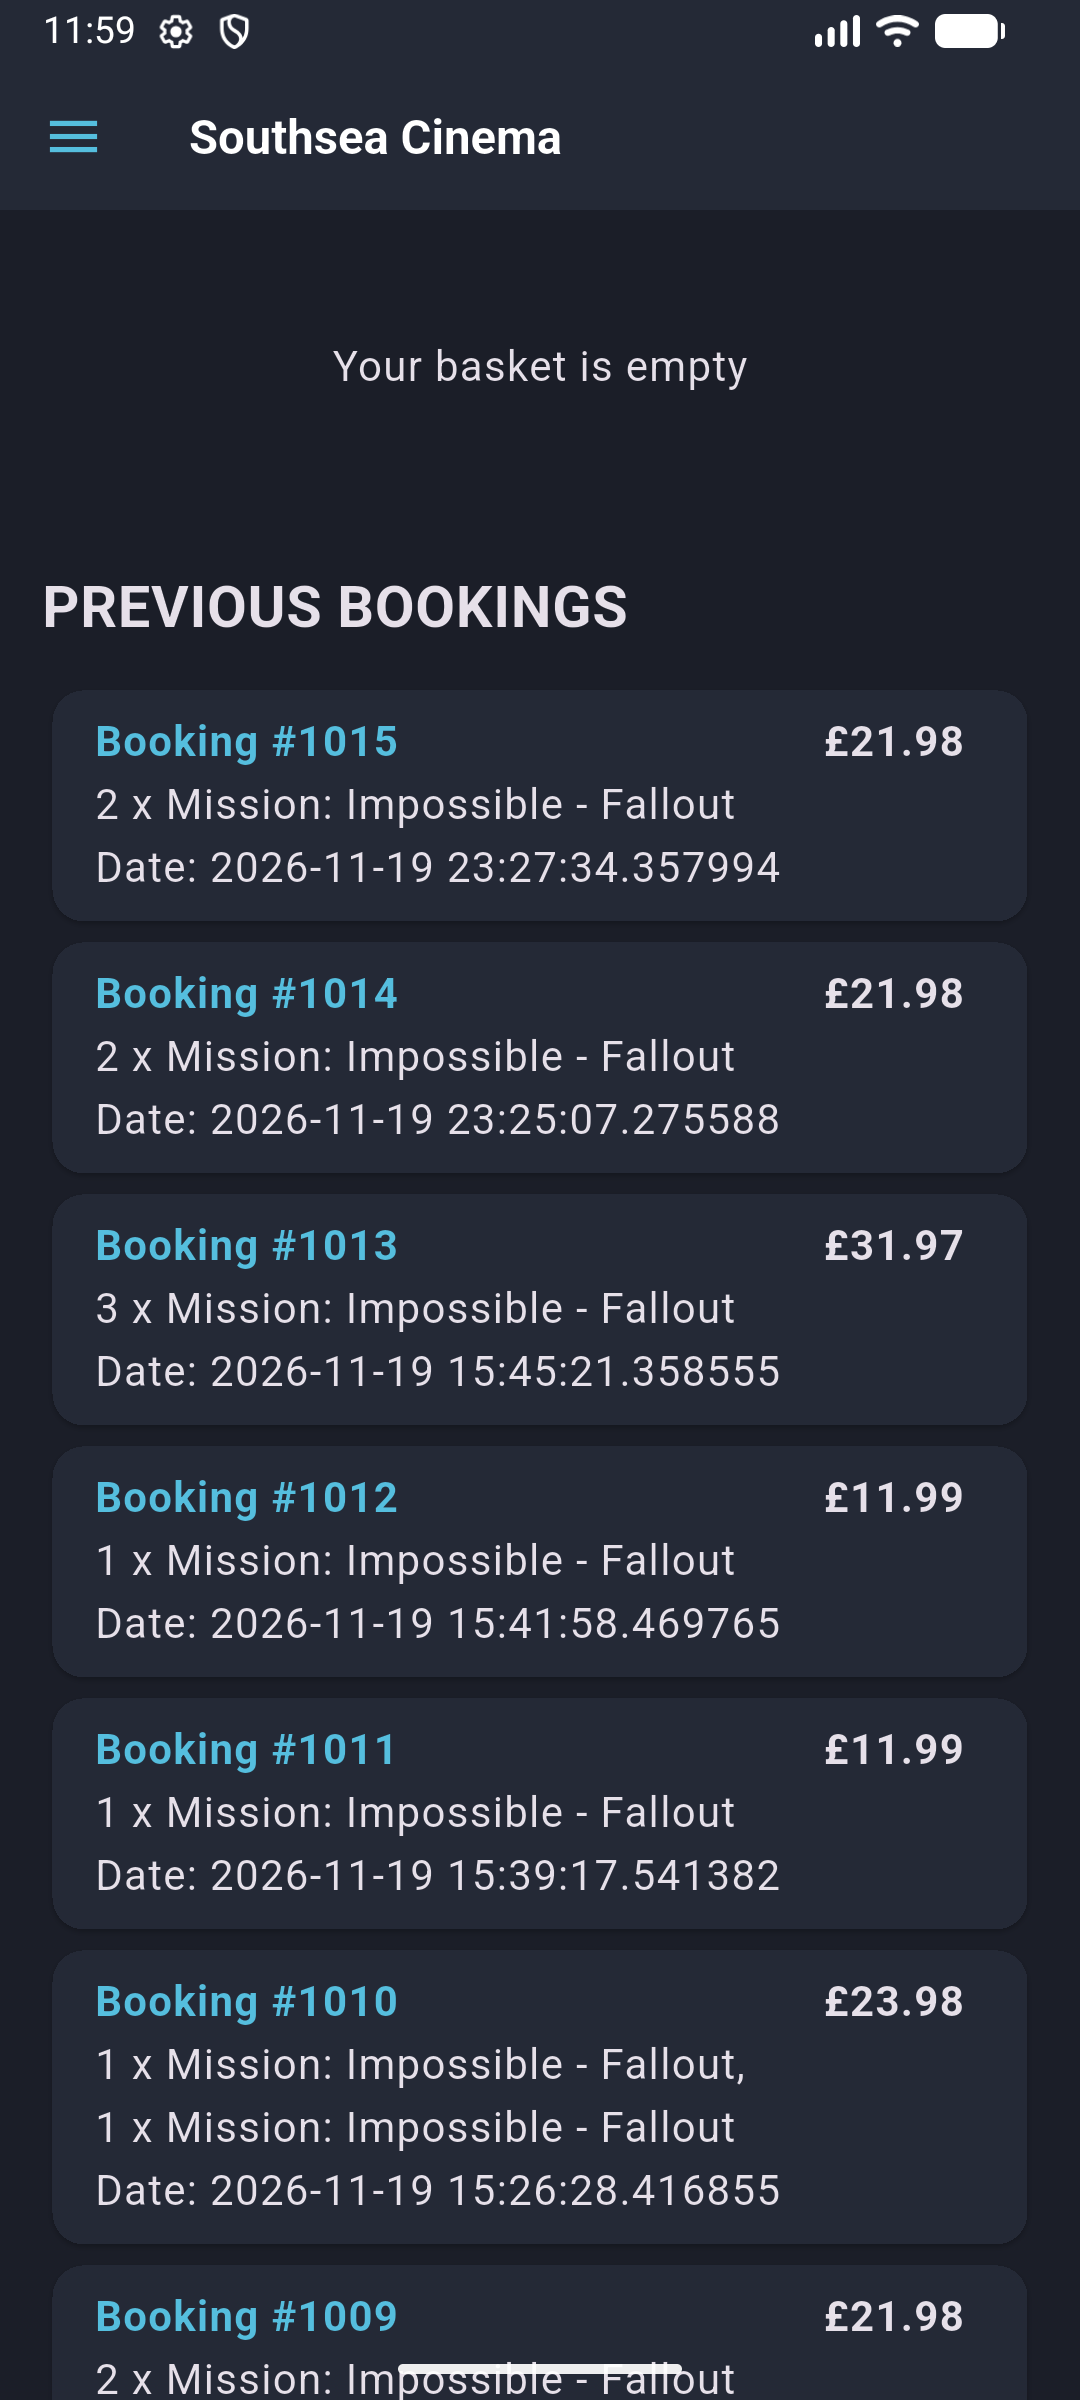 11:59
Southsea Cinema
Your basket is empty
PREVIOUS BOOKINGS
Booking #1015 £21.98
2 x Mission: Impossible - Fallout
Date: 2026-11-19 23:27:34.357994
Booking #1014 £21.98
2 x Mission: Impossible - Fallout
Date: 2026-11-19 23:25:07.275588
Booking #1013 £31.97
3 x Mission: Impossible - Fallout
Date: 2026-11-19 15:45:21.358555
Booking #1012 £11.99
1 x Mission: Impossible - Fallout
Date: 2026-11-19 15:41:58.469765
Booking #1011 £11.99
1 x Mission: Impossible - Fallout
Date: 2026-11-19 15:39:17.541382
Booking #1010 £23.98
1 x Mission: Impossible - Fallout,
1 x Mission: Impossible - Fallout
Date: 2026-11-19 15:26:28.416855
Booking #1009 £21.98
2 x Mission: Impossible - Fallout